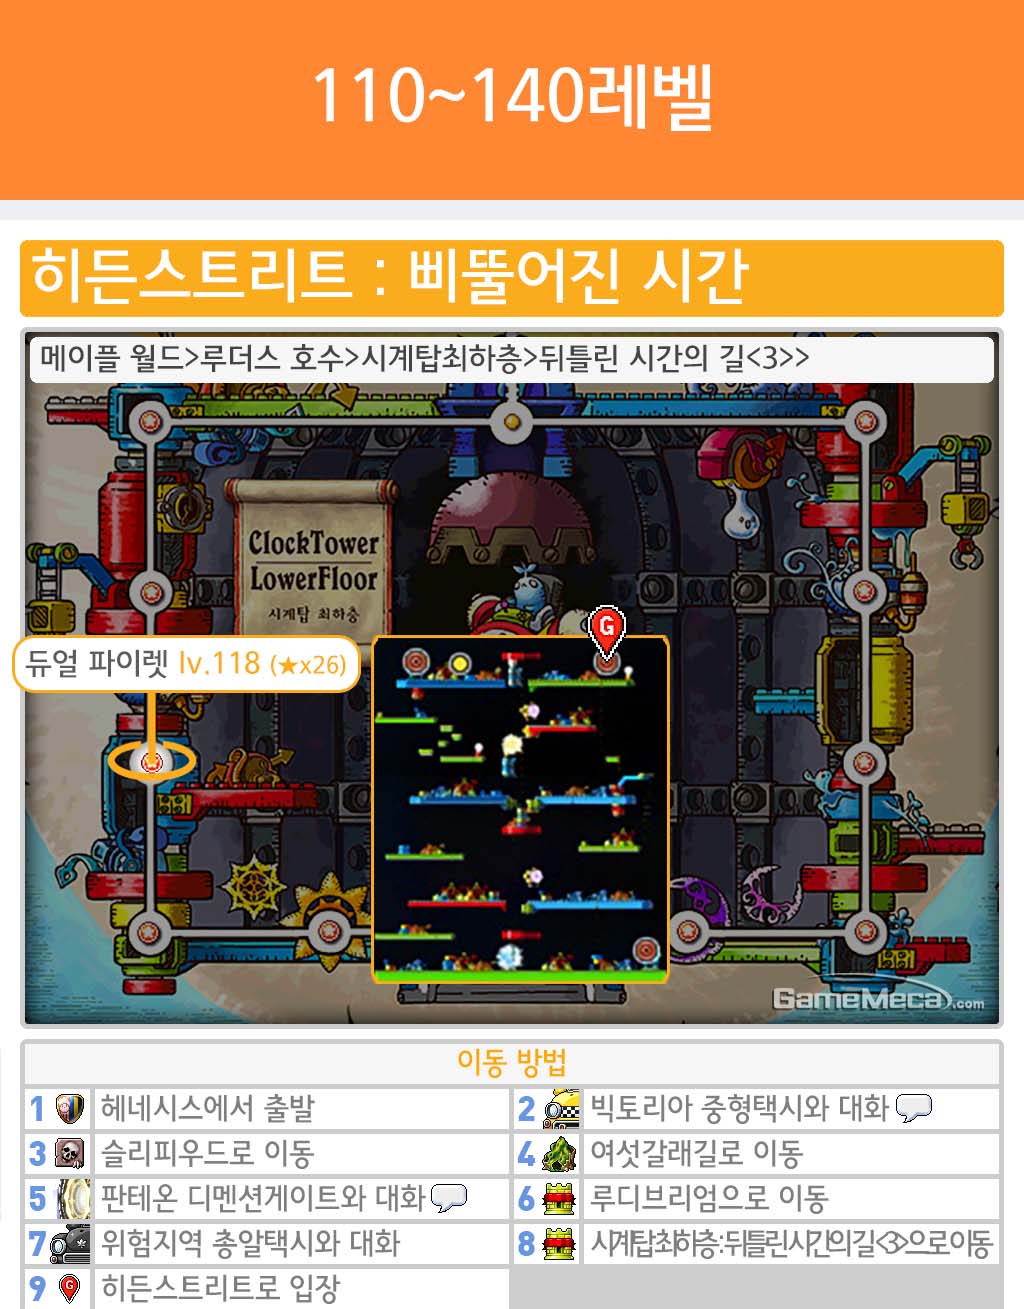 110~140레벨
히든스트리트 : 삐뚤어진 시간
메이플 월드>루더스 호수>시계탑최하층>뒤틀린 시간의 길<3>>
ClockTower
LowerFloor
시계탑 최하층
G
듀얼 파이렛 lv.118 (★x26)
GameMeca.com
이동 방법
1 헤네시스에서 출발
2 빅토리아 중형택시와 대화
3 슬리피우드로 이동
4 여섯갈래길로 이동
5 판테온 디멘션게이트와 대화
6 루디브리엄으로 이동
7 위험지역 총알택시와 대화
8 시계탑최하층:뒤틀린시간의길<3>으로이동
9 G 히든스트리트로 입장